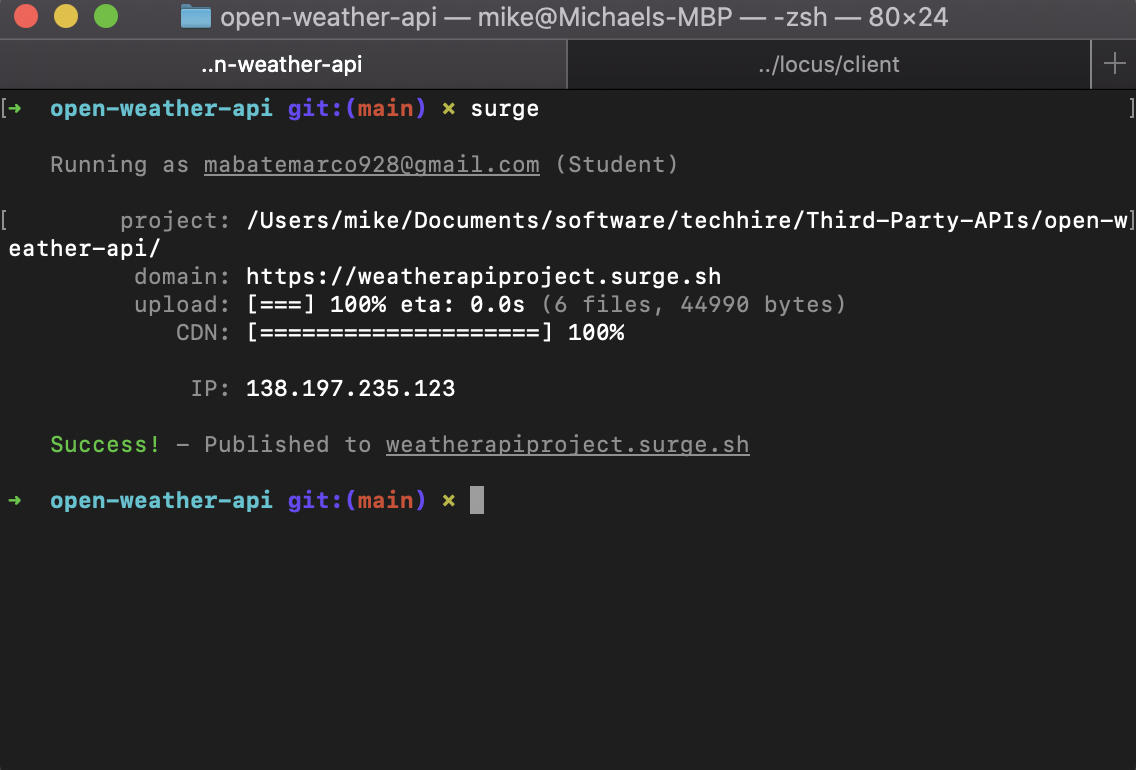 open-weather-api — mike@Michaels-MBP — -zsh — 80×24
..n-weather-api ../locus/client +
[➜ open-weather-api git:(main) ✗ surge ]
Running as mabatemarco928@gmail.com (Student)
[ project: /Users/mike/Documents/software/techhire/Third-Party-APIs/open-w]
eather-api/
domain: https://weatherapiproject.surge.sh
upload: [===] 100% eta: 0.0s (6 files, 44990 bytes)
CDN: [====================] 100%
IP: 138.197.235.123
Success! - Published to weatherapiproject.surge.sh
➜ open-weather-api git:(main) ✗